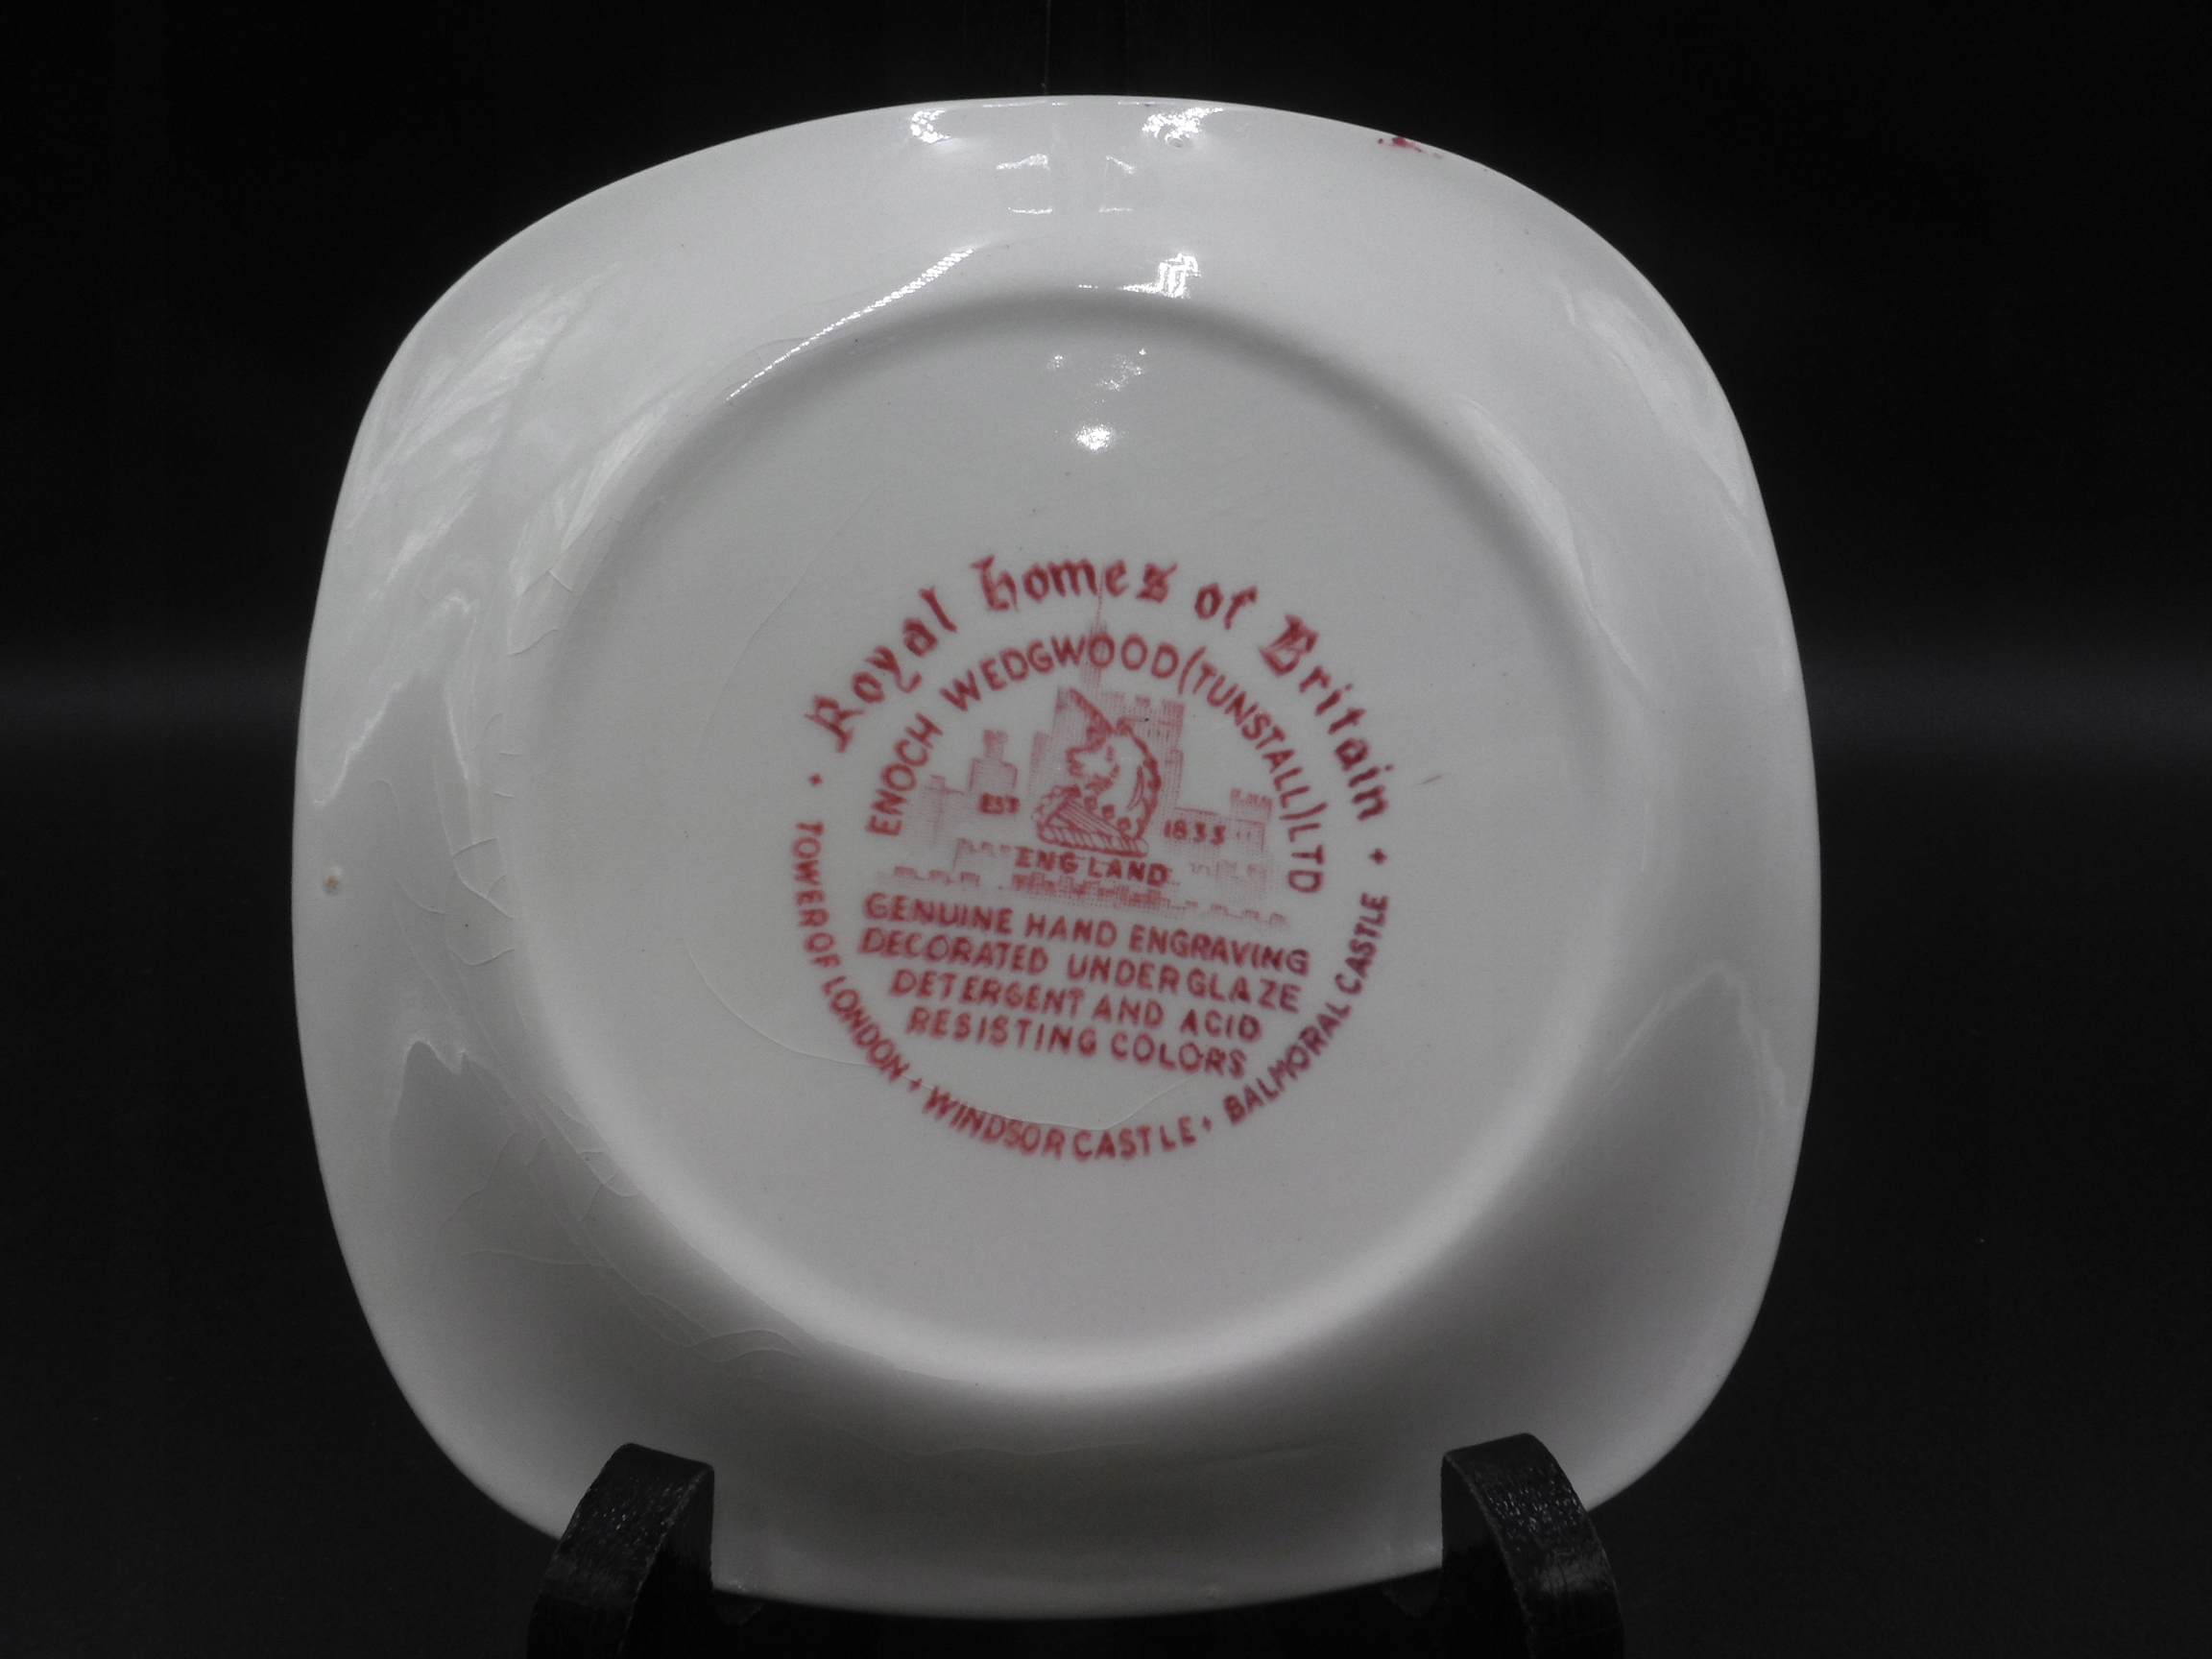 Royal homes of Britain
ENOCH WEDGWOOD (TUNSTALL) LTD
EST 1835
ENGLAND
GENUINE HAND ENGRAVING
DECORATED UNDERGLAZE
DETERGENT AND ACID
RESISTING COLORS
TOWER OF LONDON + WINDSOR CASTLE + BALMORAL CASTLE